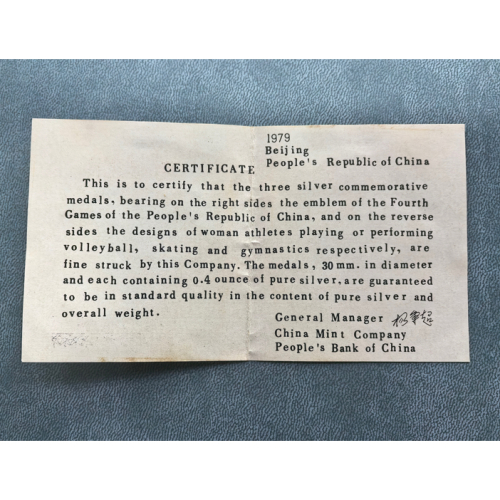 1979
Beijing
People's Republic of China
CERTIFICATE
This is to certify that the three silver commemorative
medals, bearing on the right sides the emblem of the Fourth
Games of the People's Republic of China, and on the reverse
sides the designs of woman athletes playing or performing
volleyball, skating and gymnastics respectively, are
fine struck by this Company. The medals, 30 mm. in diameter
and each containing 0.4 ounce of pure silver, are guaranteed
to be in standard quality in the content of pure silver and
overall weight.
General Manager
China Mint Company
People's Bank of China